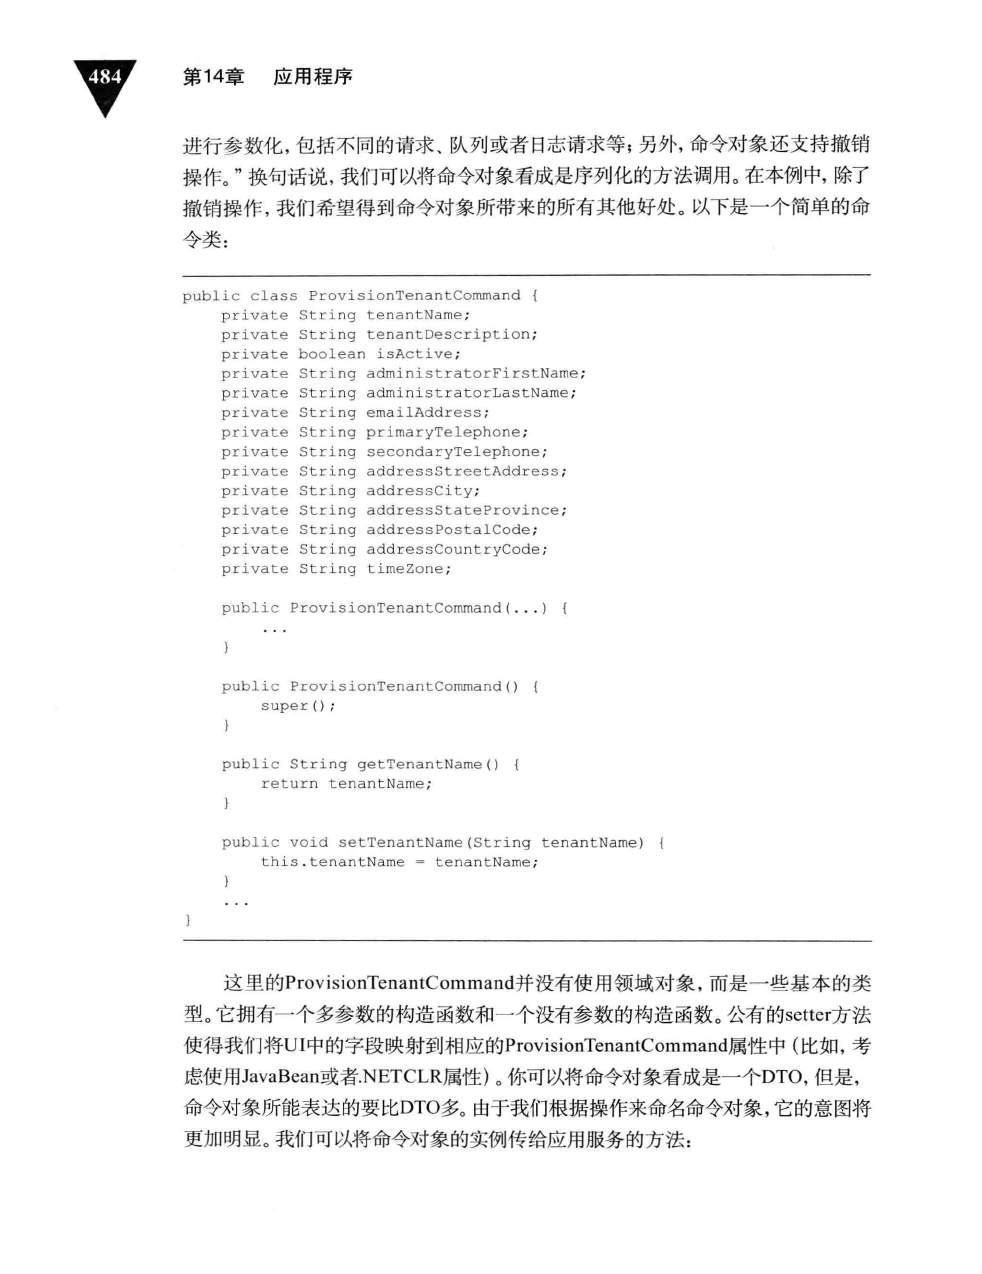 484
第14章 应用程序
进行参数化，包括不同的请求、队列或者日志请求等；另外，命令对象还支持撤销
操作。”换句话说，我们可以将命令对象看成是序列化的方法调用。在本例中，除了
撤销操作，我们希望得到命令对象所带来的所有其他好处。以下是一个简单的命
令类：
public class ProvisionTenantCommand {
    private String tenantName;
    private String tenantDescription;
    private boolean isActive;
    private String administratorFirstName;
    private String administratorLastName;
    private String emailAddress;
    private String primaryTelephone;
    private String secondaryTelephone;
    private String addressStreetAddress;
    private String addressCity;
    private String addressStateProvince;
    private String addressPostalCode;
    private String addressCountryCode;
    private String timeZone;

    public ProvisionTenantCommand(...) {
        ...
    }

    public ProvisionTenantCommand() {
        super();
    }

    public String getTenantName() {
        return tenantName;
    }

    public void setTenantName(String tenantName) {
        this.tenantName = tenantName;
    }
    ...
}
这里的ProvisionTenantCommand并没有使用领域对象，而是一些基本的类
型。它拥有一个多参数的构造函数和一个没有参数的构造函数。公有的setter方法
使得我们将UI中的字段映射到相应的ProvisionTenantCommand属性中（比如，考
虑使用JavaBean或者.NETCLR属性）。你可以将命令对象看成是一个DTO，但是，
命令对象所能表达的要比DTO多。由于我们根据操作来命名命令对象，它的意图将
更加明显。我们可以将命令对象的实例传给应用服务的方法：